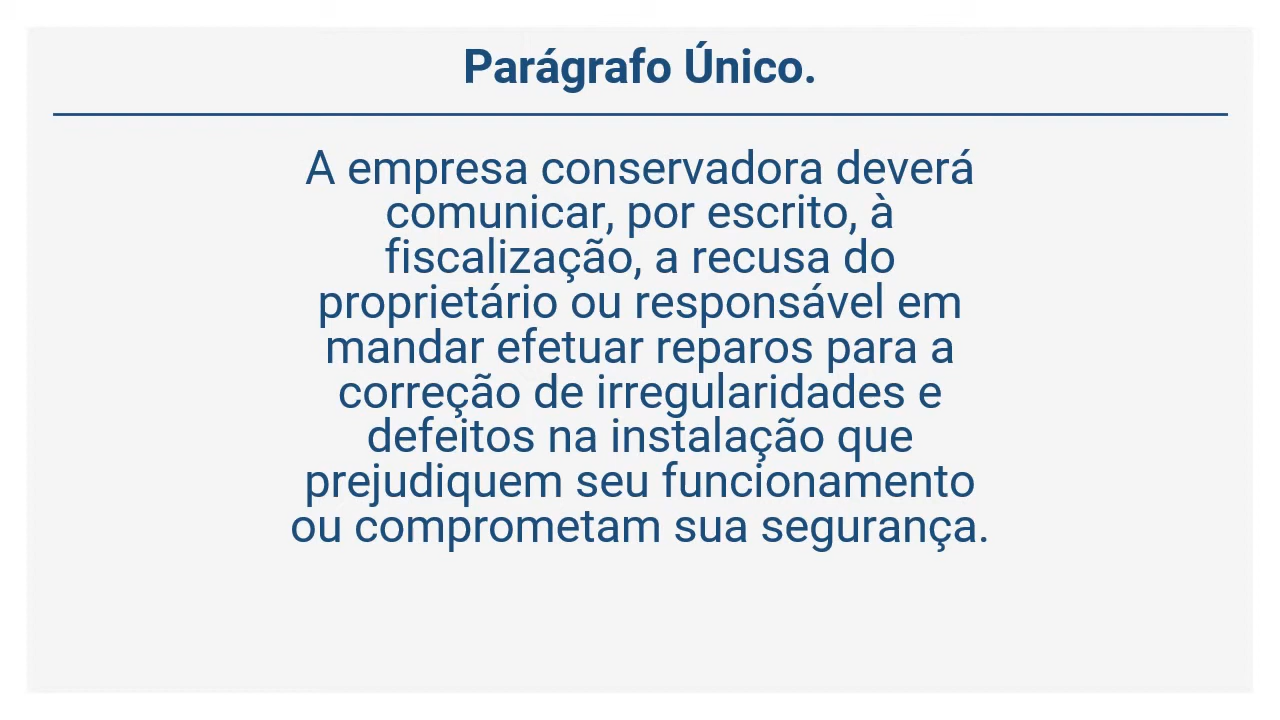 Parágrafo Único.
A empresa conservadora deverá
comunicar, por escrito, à
fiscalização, a recusa do
proprietário ou responsável em
mandar efetuar reparos para a
correção de irregularidades e
defeitos na instalação que
prejudiquem seu funcionamento
ou comprometam sua segurança.